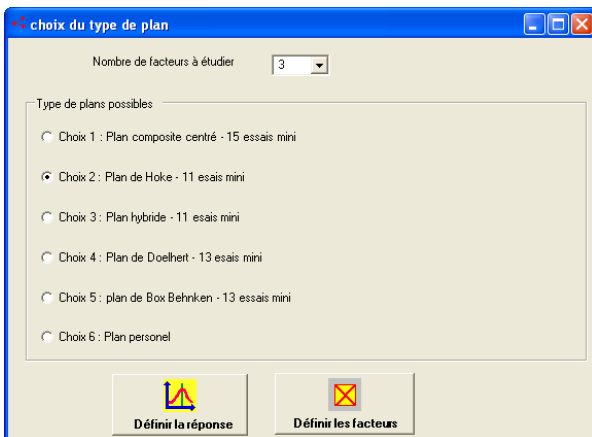 choix du type de plan
Nombre de facteurs à étudier 3
Type de plans possibles
Choix 1 : Plan composite centré - 15 essais mini
Choix 2 : Plan de Hoke - 11 esais mini
Choix 3 : Plan hybride - 11 esais mini
Choix 4 : Plan de Doelhert - 13 esais mini
Choix 5 : plan de Box Behnken - 13 essais mini
Choix 6 : Plan personel
Définir la réponse
Définir les facteurs